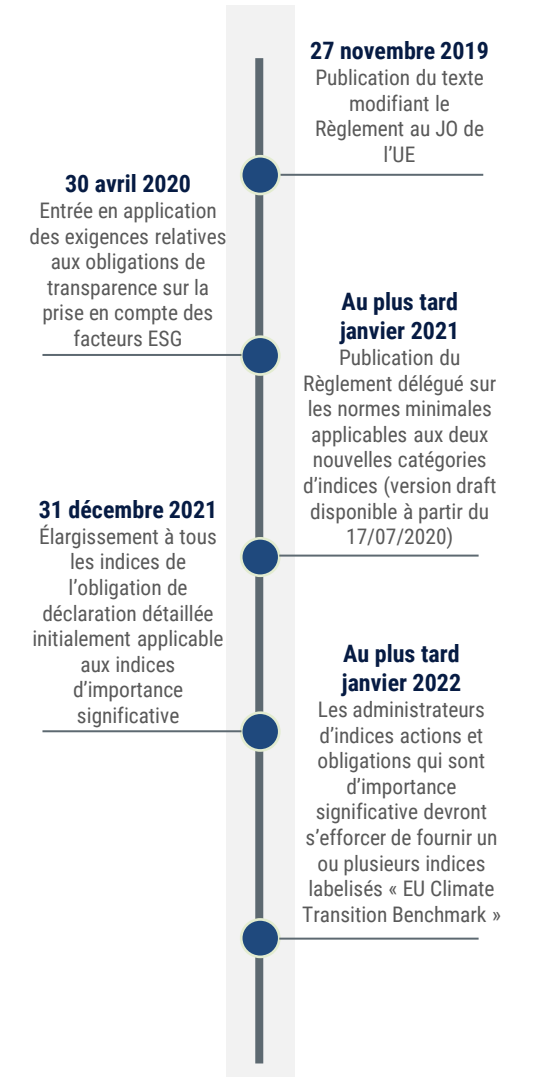 27 novembre 2019
Publication du texte
modifiant le
Règlement au JO de
l’UE
30 avril 2020
Entrée en application
des exigences relatives
aux obligations de
transparence sur la
prise en compte des
facteurs ESG
Au plus tard
janvier 2021
Publication du
Règlement délégué sur
les normes minimales
applicables aux deux
nouvelles catégories
d’indices (version draft
disponible à partir du
17/07/2020)
31 décembre 2021
Élargissement à tous
les indices de
l’obligation de
déclaration détaillée
initialement applicable
aux indices
d’importance
significative
Au plus tard
janvier 2022
Les administrateurs
d’indices actions et
obligations qui sont
d’importance
significative devront
s’efforcer de fournir un
ou plusieurs indices
labelisés « EU Climate
Transition Benchmark »